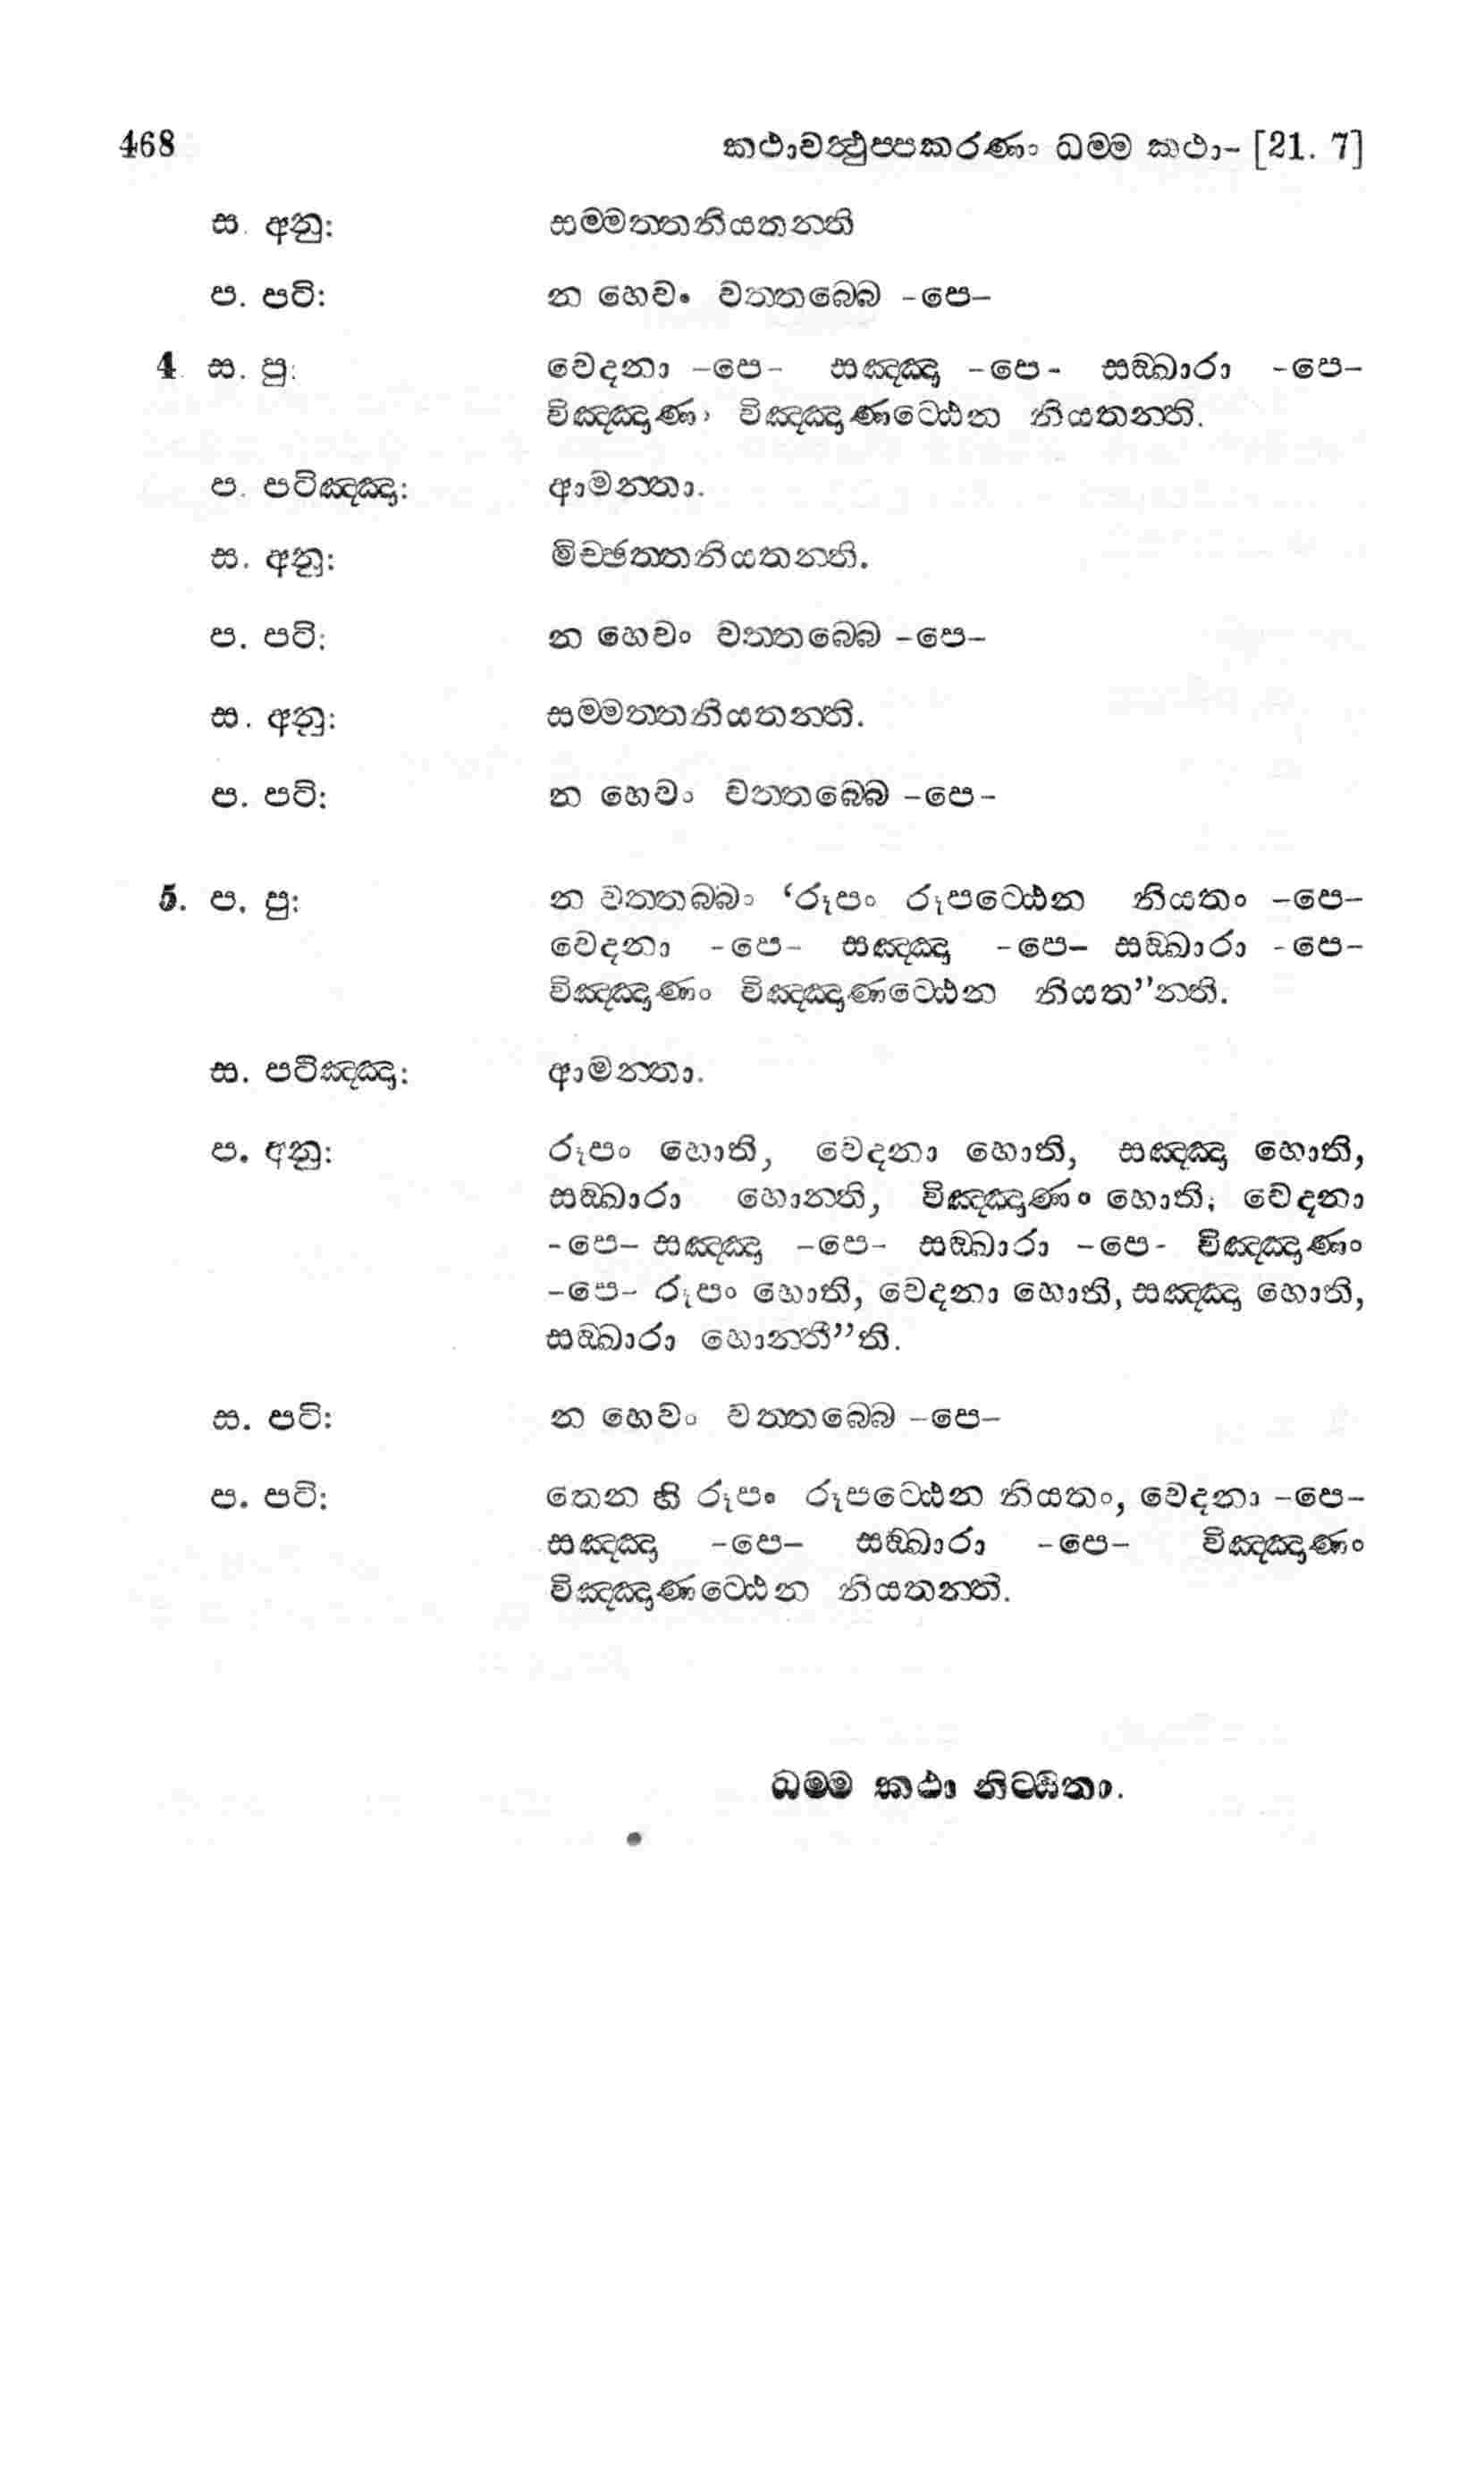 468 කථාවත්‍ථුප‍්පකරණං ධම‍්ම කථා- [21. 7]
ස. අනු: සම‍්මත‍්තනියතන‍්ති
ප. පටි: න හෙවං වත‍්තබ‍්බෙ -පෙ-
4. ස. පු: වෙදනා -පෙ- සඤ‍්ඤා -පෙ- සඞ‍්ඛාරා -පෙ-
විඤ‍්ඤාණං විඤ‍්ඤාණට‍්ඨෙන නියතන‍්ති.
ප. පටිඤ‍්ඤා: ආමන‍්තා.
ස. අනු: මිච‍්ඡත‍්තනියතන‍්ති.
ප. පටි: න හෙවං වත‍්තබ‍්බෙ -පෙ-
ස. අනු: සම‍්මත‍්තනියතන‍්ති.
ප. පටි: න හෙවං වත‍්තබ‍්බෙ -පෙ-
5. ප. පු: න වත‍්තබ‍්බං ‘රූපං රූපට‍්ඨෙන නියතං -පෙ-
වෙදනා -පෙ- සඤ‍්ඤා -පෙ- සඞ‍්ඛාරා -පෙ-
විඤ‍්ඤාණං විඤ‍්ඤාණට‍්ඨෙන නියත”න‍්ති.
ස. පටිඤ‍්ඤා: ආමන‍්තා.
ප. අනු: රූපං හොති, වෙදනා හොති, සඤ‍්ඤා හොති,
සඞ‍්ඛාරා හොන‍්ති, විඤ‍්ඤාණං හොති; වෙදනා
-පෙ- සඤ‍්ඤා -පෙ- සඞ‍්ඛාරා -පෙ- විඤ‍්ඤාණං
-පෙ- රූපං හොති, වෙදනා හොති, සඤ‍්ඤා හොති,
සඞ‍්ඛාරා හොන‍්තී”ති.
ස. පටි: න හෙවං වත‍්තබ‍්බෙ -පෙ-
ප. පටි: තෙන හි රූපං රූපට‍්ඨෙන නියතං, වෙදනා -පෙ-
සඤ‍්ඤා -පෙ- සඞ‍්ඛාරා -පෙ- විඤ‍්ඤාණං
විඤ‍්ඤාණට‍්ඨෙන නියතන‍්ති.
ධම‍්ම කථා නිට‍්ඨිතා.